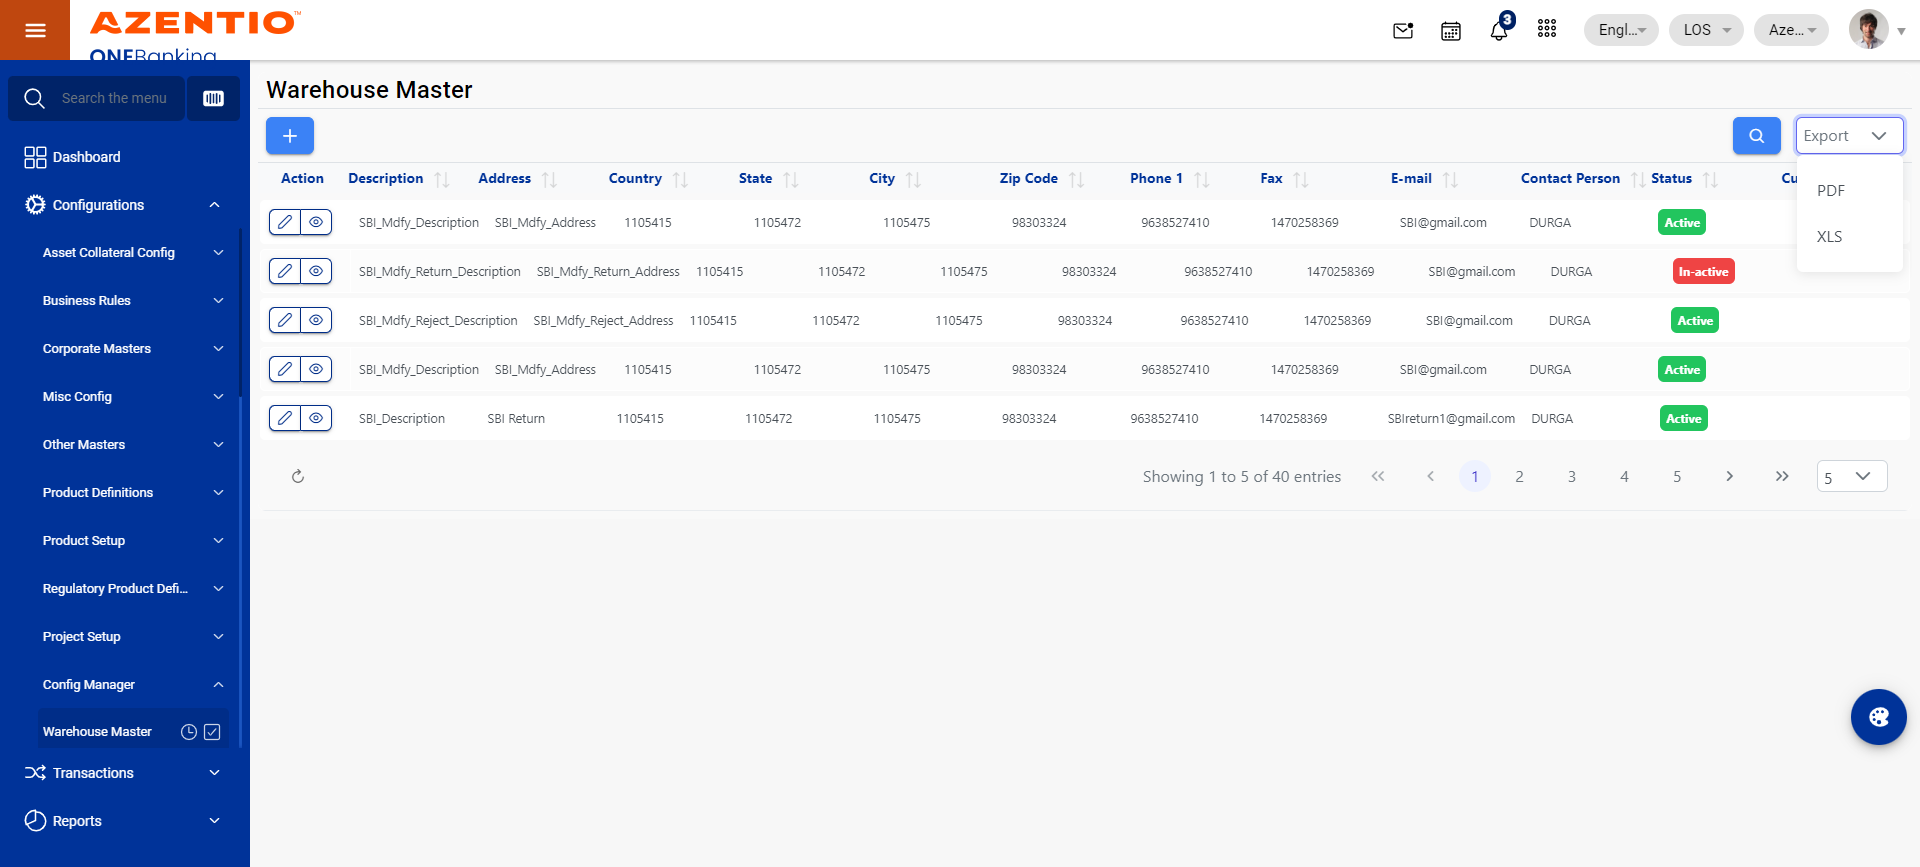 AZENTIO™
ONEBanking
3
Engl...
LOS
Aze...
Search the menu
Dashboard
Configurations
Asset Collateral Config
Business Rules
Corporate Masters
Misc Config
Other Masters
Product Definitions
Product Setup
Regulatory Product Defi...
Project Setup
Config Manager
Warehouse Master
Transactions
Reports
Warehouse Master
Export
PDF
XLS
Action Description Address Country State City Zip Code Phone 1 Fax E-mail Contact Person Status Cu
SBI_Mdfy_Description SBI_Mdfy_Address 1105415 1105472 1105475 98303324 9638527410 1470258369 SBI@gmail.com DURGA Active
SBI_Mdfy_Return_Description SBI_Mdfy_Return_Address 1105415 1105472 1105475 98303324 9638527410 1470258369 SBI@gmail.com DURGA In-active
SBI_Mdfy_Reject_Description SBI_Mdfy_Reject_Address 1105415 1105472 1105475 98303324 9638527410 1470258369 SBI@gmail.com DURGA Active
SBI_Mdfy_Description SBI_Mdfy_Address 1105415 1105472 1105475 98303324 9638527410 1470258369 SBI@gmail.com DURGA Active
SBI_Description SBI Return 1105415 1105472 1105475 98303324 9638527410 1470258369 SBIreturn1@gmail.com DURGA Active
Showing 1 to 5 of 40 entries 1 2 3 4 5 5